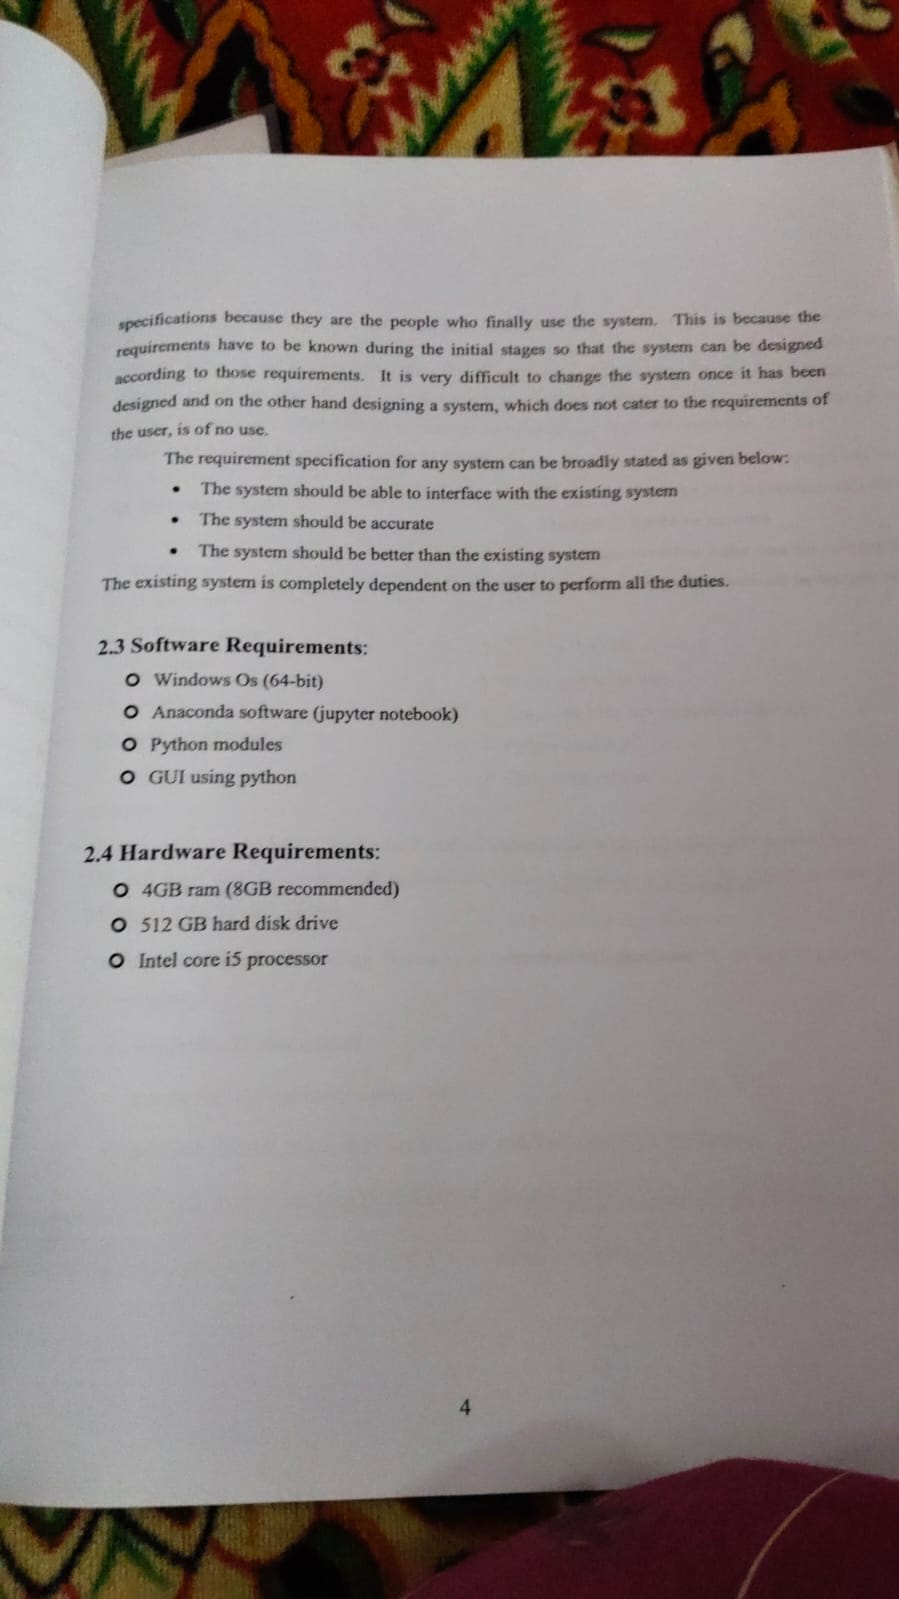 specifications because they are the people who finally use the system. This is because the
requirements have to be known during the initial stages so that the system can be designed
according to those requirements. It is very difficult to change the system once it has been
designed and on the other hand designing a system, which does not cater to the requirements of
the user, is of no use.
The requirement specification for any system can be broadly stated as given below:
• The system should be able to interface with the existing system
• The system should be accurate
• The system should be better than the existing system
The existing system is completely dependent on the user to perform all the duties.
2.3 Software Requirements:
O Windows Os (64-bit)
O Anaconda software (jupyter notebook)
O Python modules
O GUI using python
2.4 Hardware Requirements:
O 4GB ram (8GB recommended)
O 512 GB hard disk drive
O Intel core i5 processor
4